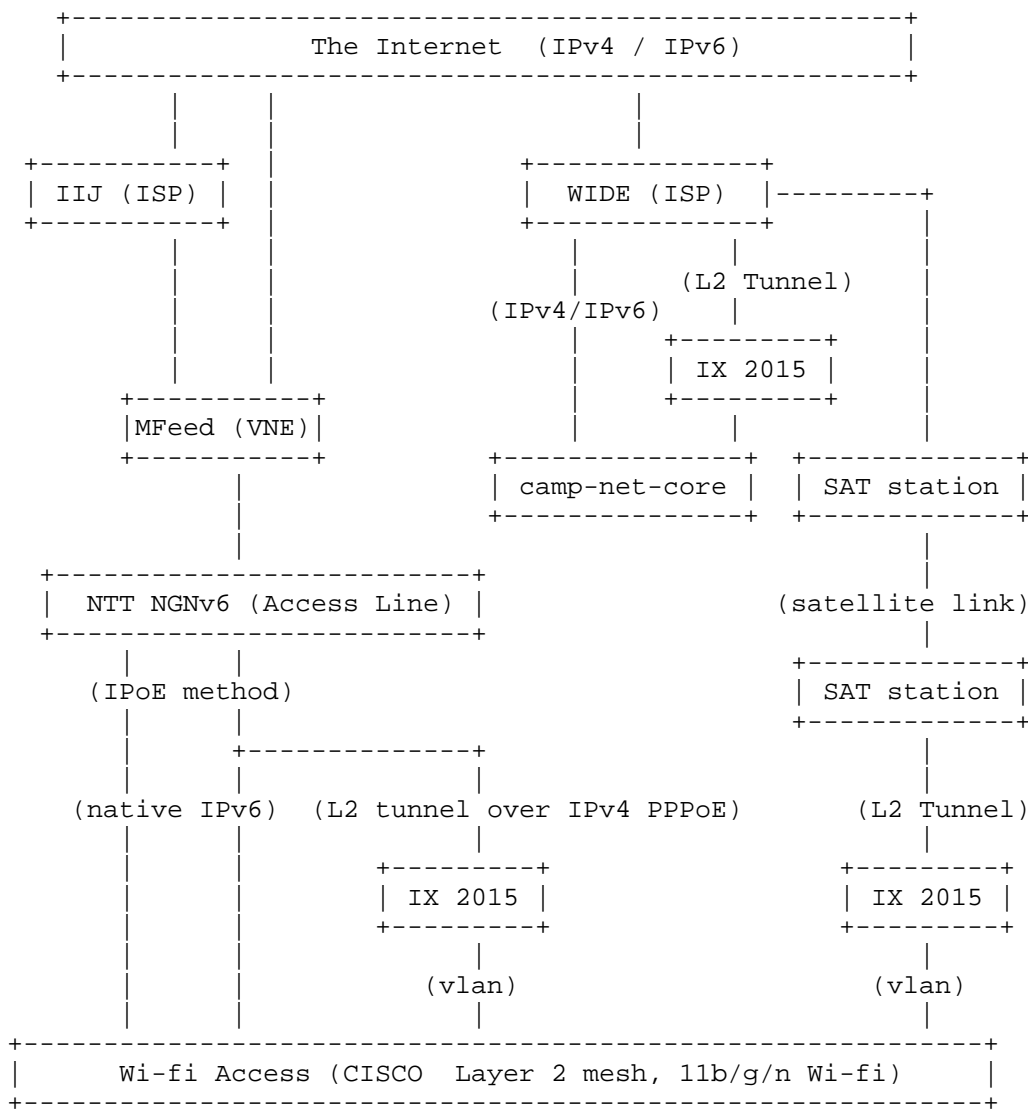 The Internet (IPv4 / IPv6)
IIJ (ISP) WIDE (ISP)
(L2 Tunnel)
(IPv4/IPv6)
IX 2015
MFeed (VNE)
camp-net-core SAT station
NTT NGNv6 (Access Line) (satellite link)
(IPoE method) SAT station
(native IPv6) (L2 tunnel over IPv4 PPPoE) (L2 Tunnel)
IX 2015 IX 2015
(vlan) (vlan)
Wi-fi Access (CISCO Layer 2 mesh, 11b/g/n Wi-fi)